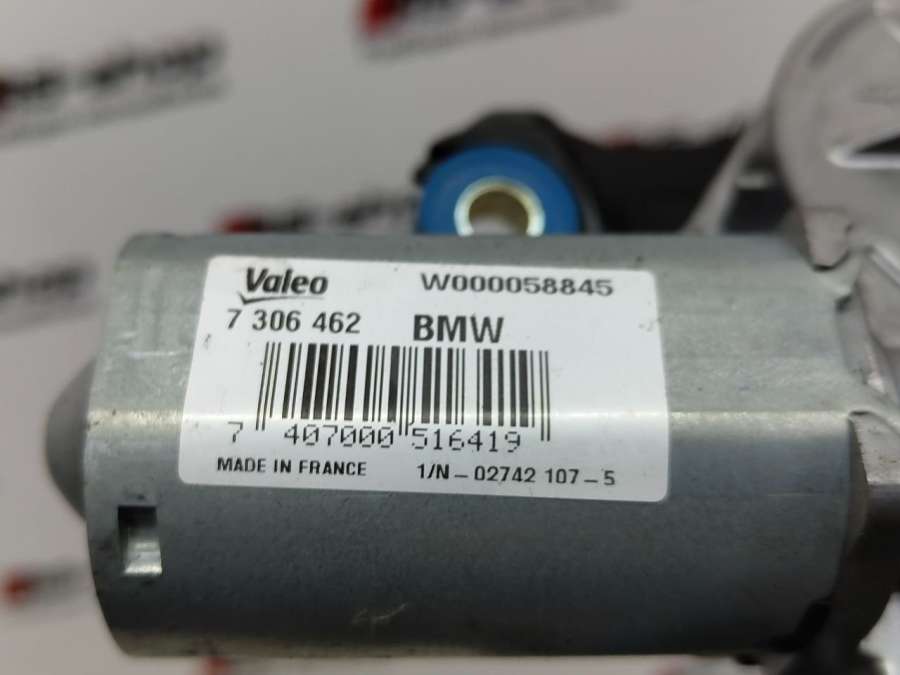 Valeo W000058845
7 306 462 BMW
7 407000 516419
MADE IN FRANCE 1/N-02742 107-5